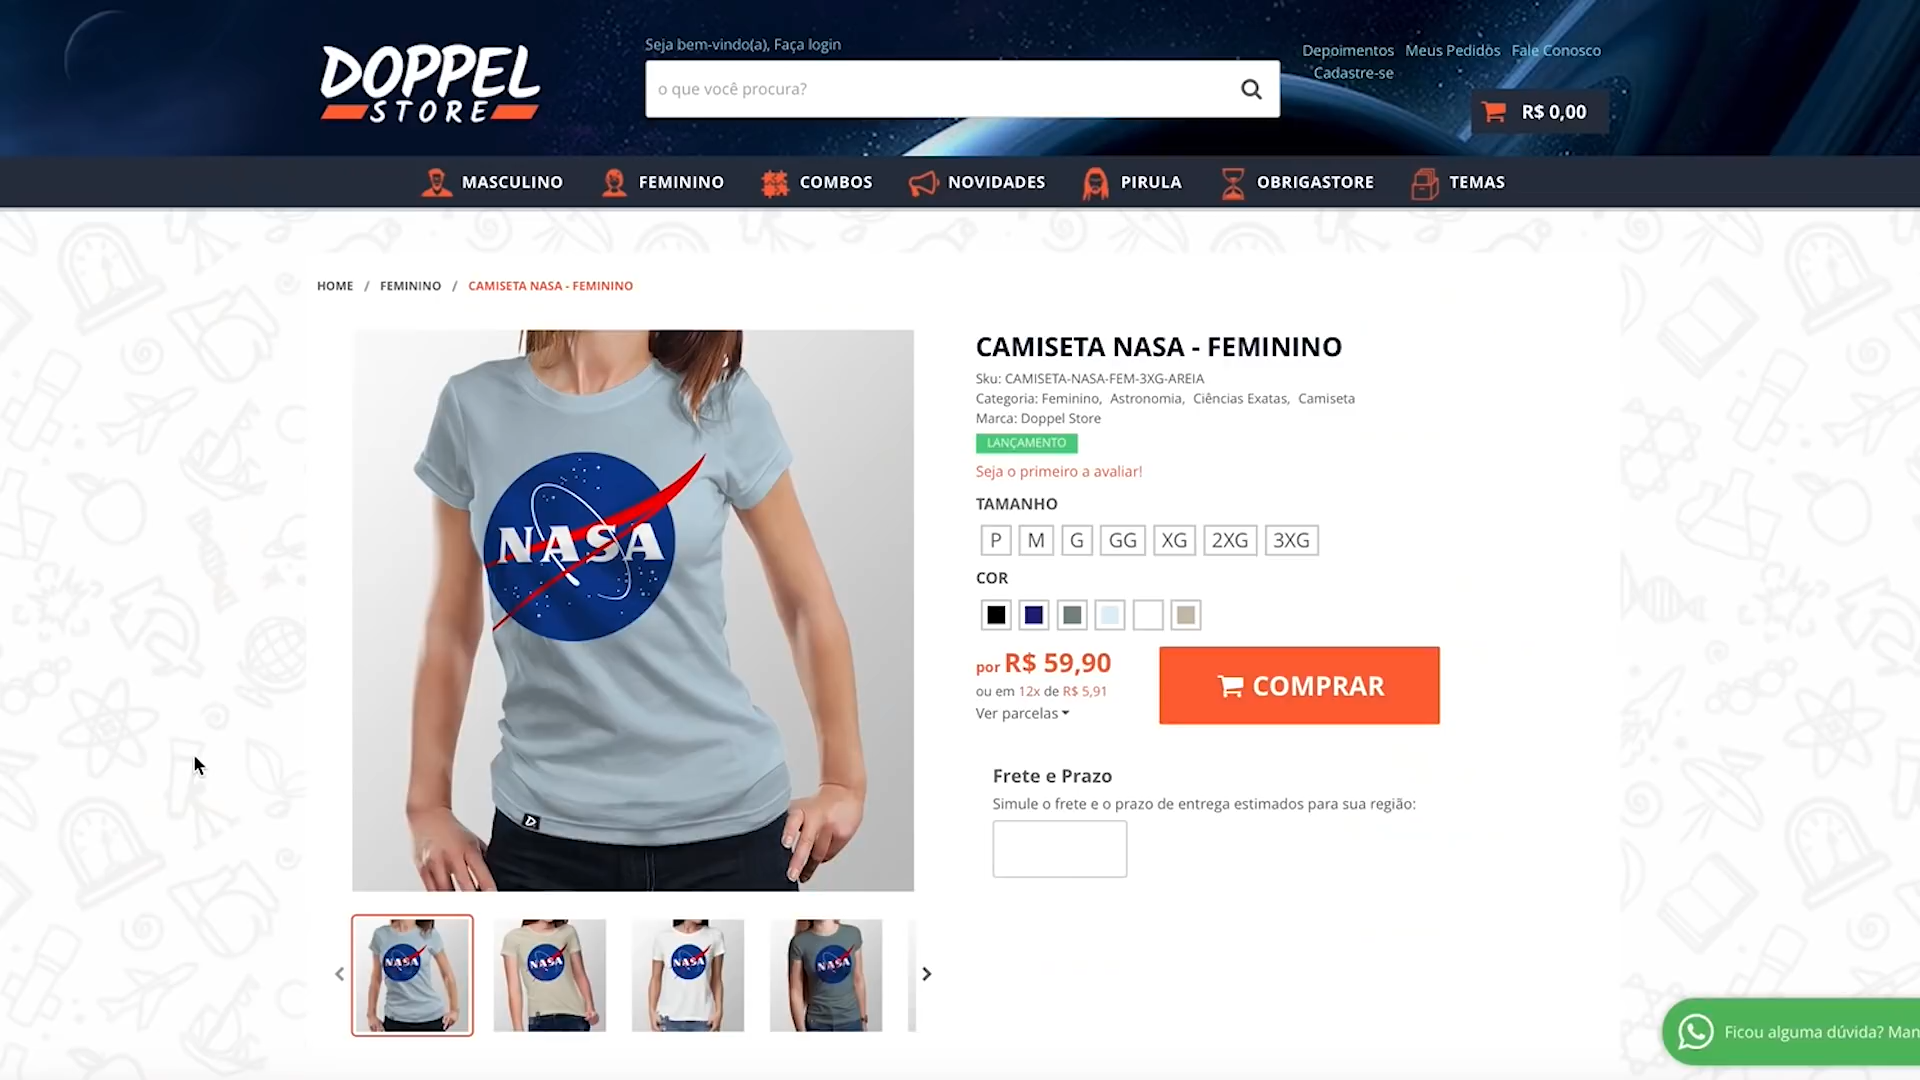 DOPPEL
STORE
Seja bem-vindo(a), Faça login
o que você procura?
Depoimentos Meus Pedidos Fale Conosco
Cadastre-se
R$ 0,00
MASCULINO FEMININO COMBOS NOVIDADES PIRULA OBRIGASTORE TEMAS
HOME / FEMININO / CAMISETA NASA - FEMININO
NASA
D
NASA
NASA
NASA
NASA
CAMISETA NASA - FEMININO
Sku: CAMISETA-NASA-FEM-3XG-AREIA
Categoria: Feminino, Astronomia, Ciências Exatas, Camiseta
Marca: Doppel Store
LANÇAMENTO
Seja o primeiro a avaliar!
TAMANHO
P M G GG XG 2XG 3XG
COR
por R$ 59,90
ou em 12x de R$ 5,91
Ver parcelas
COMPRAR
Frete e Prazo
Simule o frete e o prazo de entrega estimados para sua região:
Ficou alguma dúvida? Man